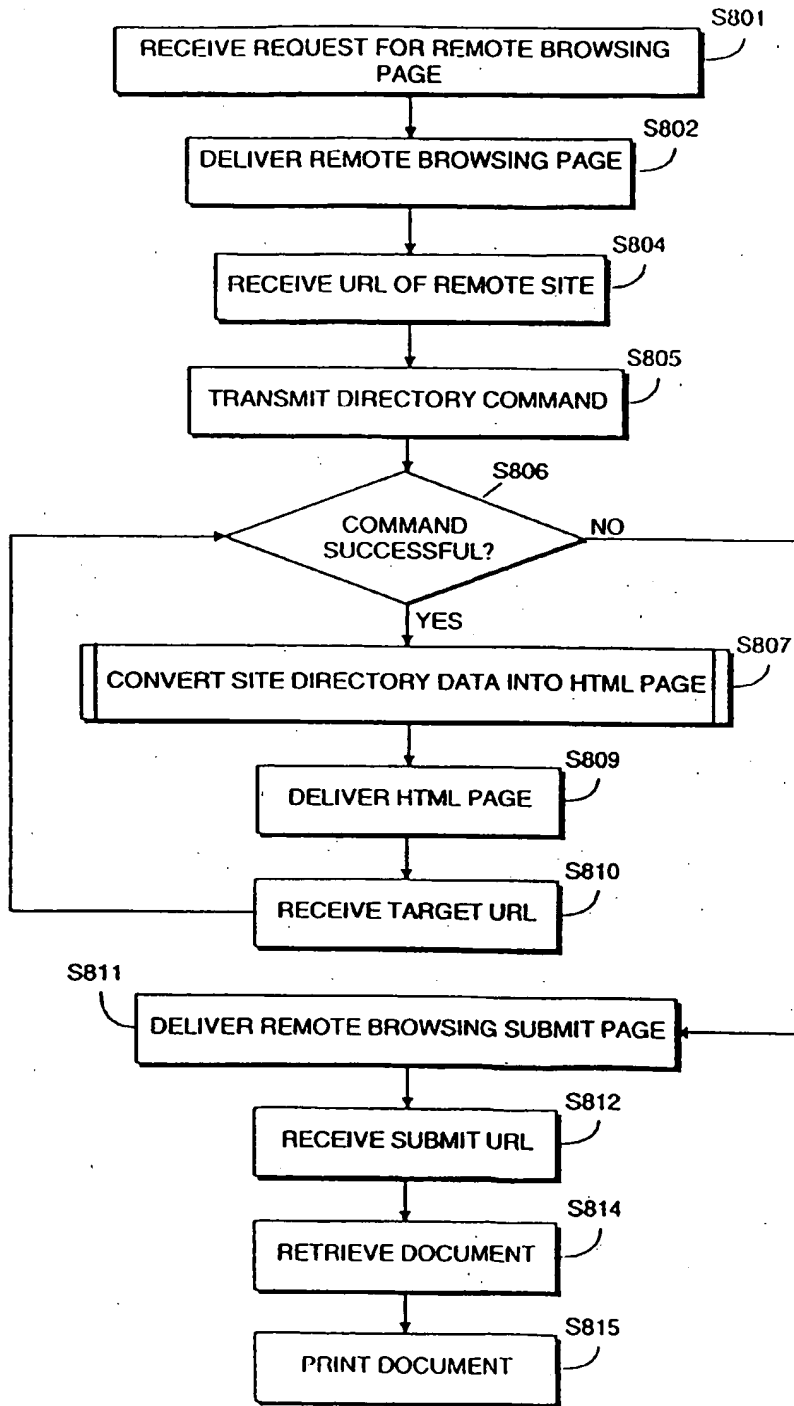 S801
RECEIVE REQUEST FOR REMOTE BROWSING
PAGE
S802
DELIVER REMOTE BROWSING PAGE
S804
RECEIVE URL OF REMOTE SITE
S805
TRANSMIT DIRECTORY COMMAND
S806
COMMAND
SUCCESSFUL?
NO
YES
S807
CONVERT SITE DIRECTORY DATA INTO HTML PAGE
S809
DELIVER HTML PAGE
S810
RECEIVE TARGET URL
S811
DELIVER REMOTE BROWSING SUBMIT PAGE
S812
RECEIVE SUBMIT URL
S814
RETRIEVE DOCUMENT
S815
PRINT DOCUMENT